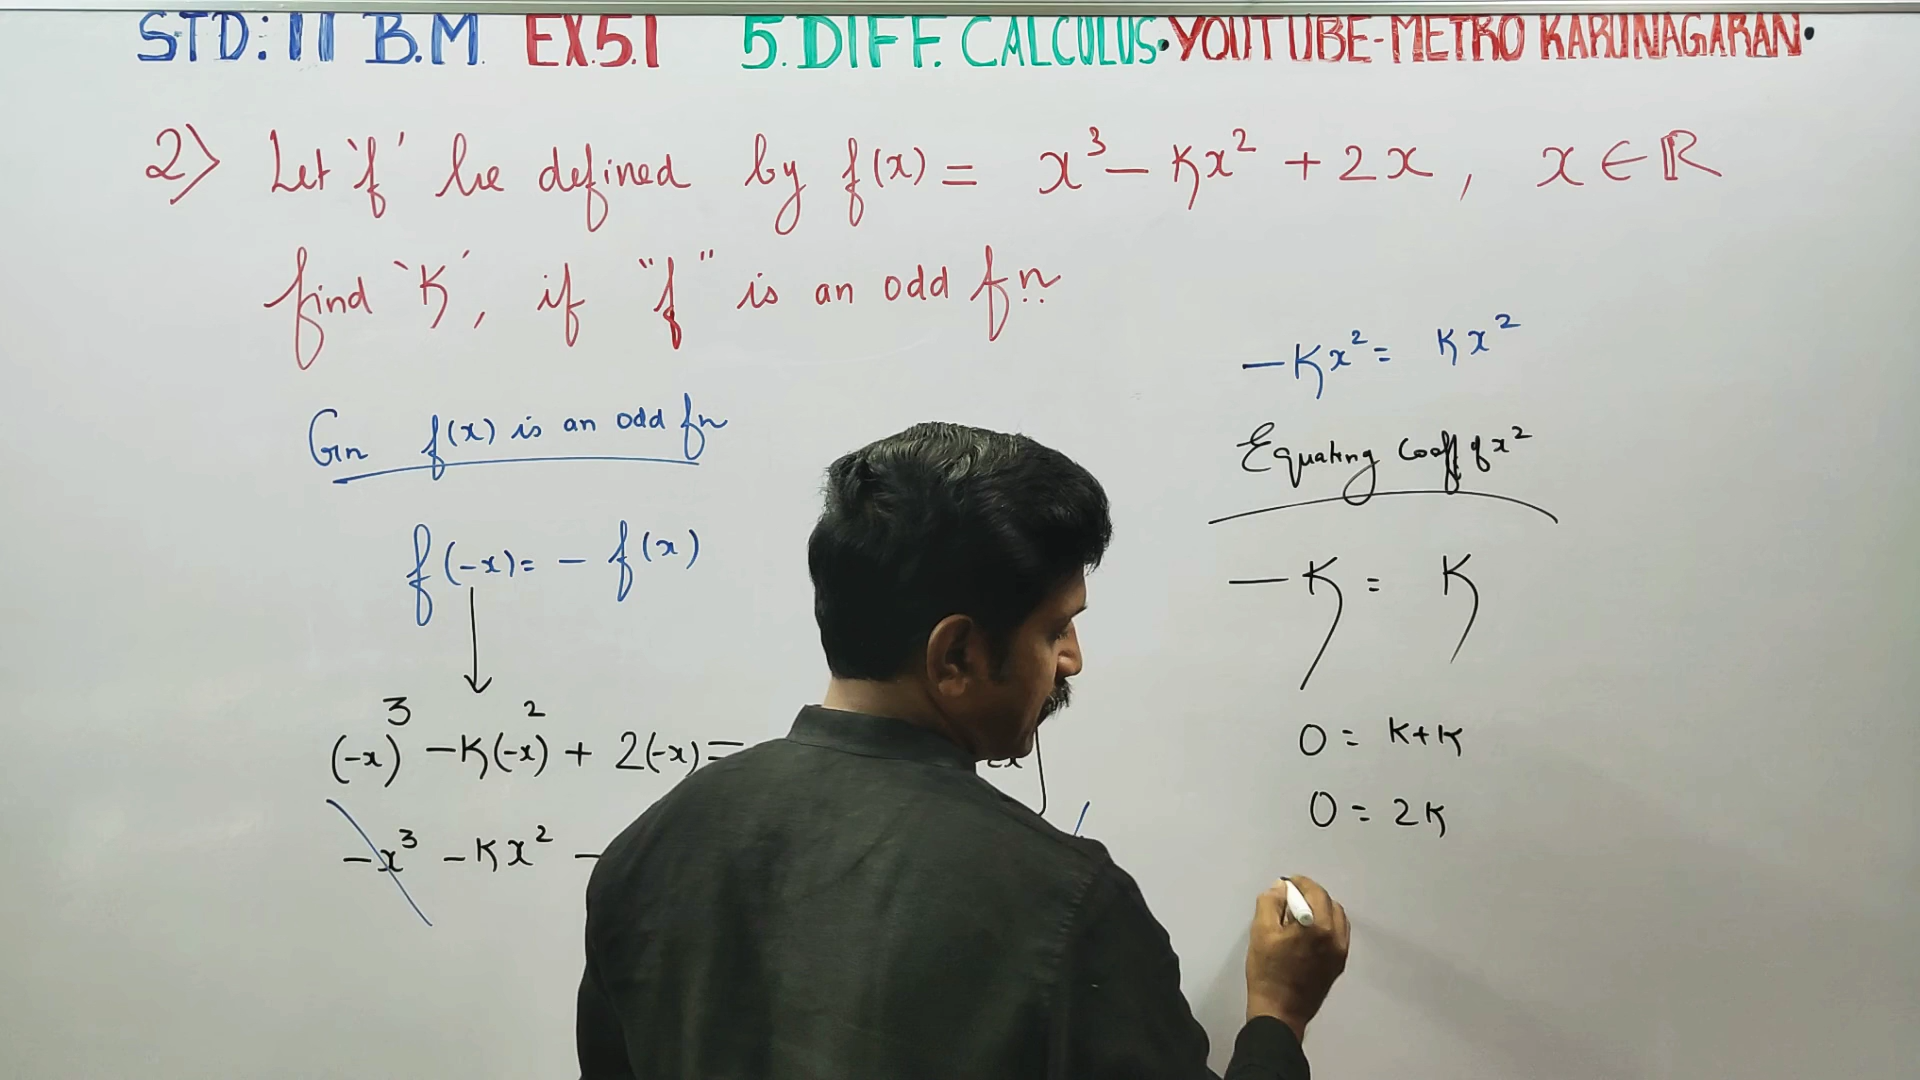 STD: 11 B.M. EX.5.1 5. DIFF. CALCULUS • YOUTUBE-METRO KARUNAGARAN•
2) Let 'f' be defined by f(x) = x³ - Kx² + 2x, x ∈ ℝ
find 'K', if "f" is an odd fn..
Gn f(x) is an odd fn
f(-x) = - f(x)
(-x)³ - K(-x)² + 2(-x) =
-x³ - Kx² -
-Kx² = Kx²
Equating Coeff of x²
-K = K
0 = K+K
0 = 2K